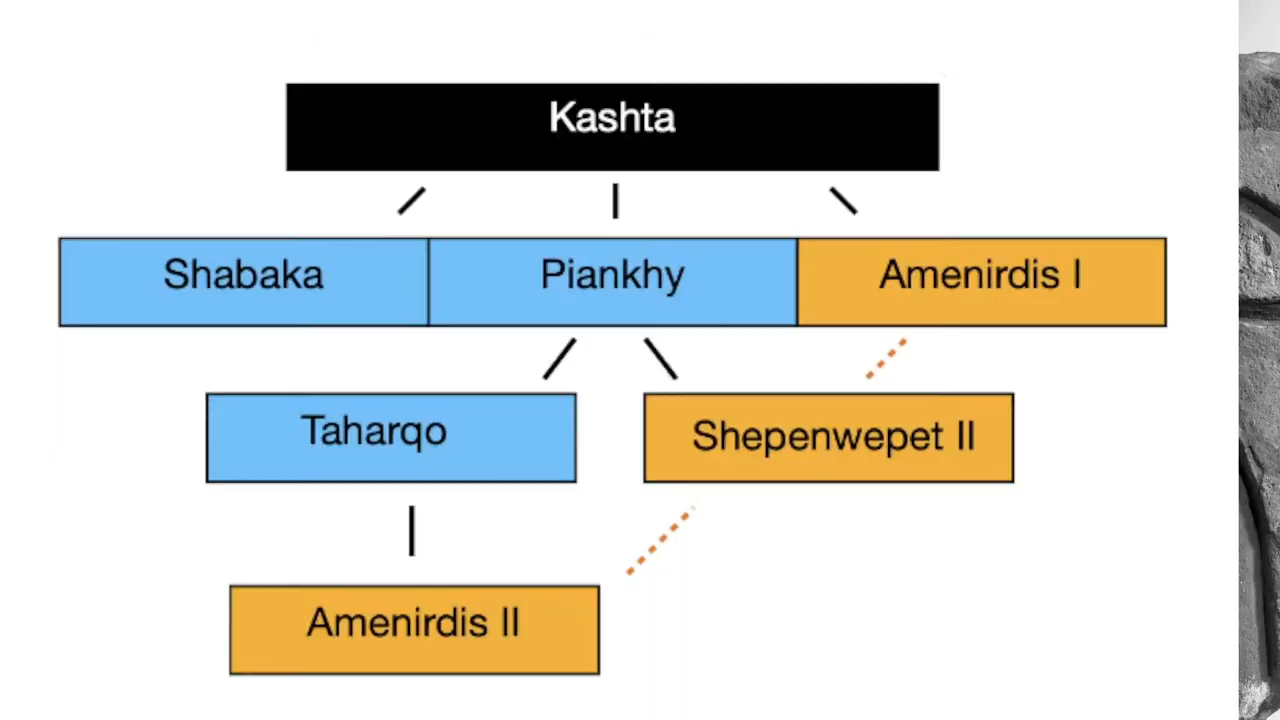 Kashta
Shabaka
Piankhy
Amenirdis I
Taharqo
Shepenwepet II
Amenirdis II